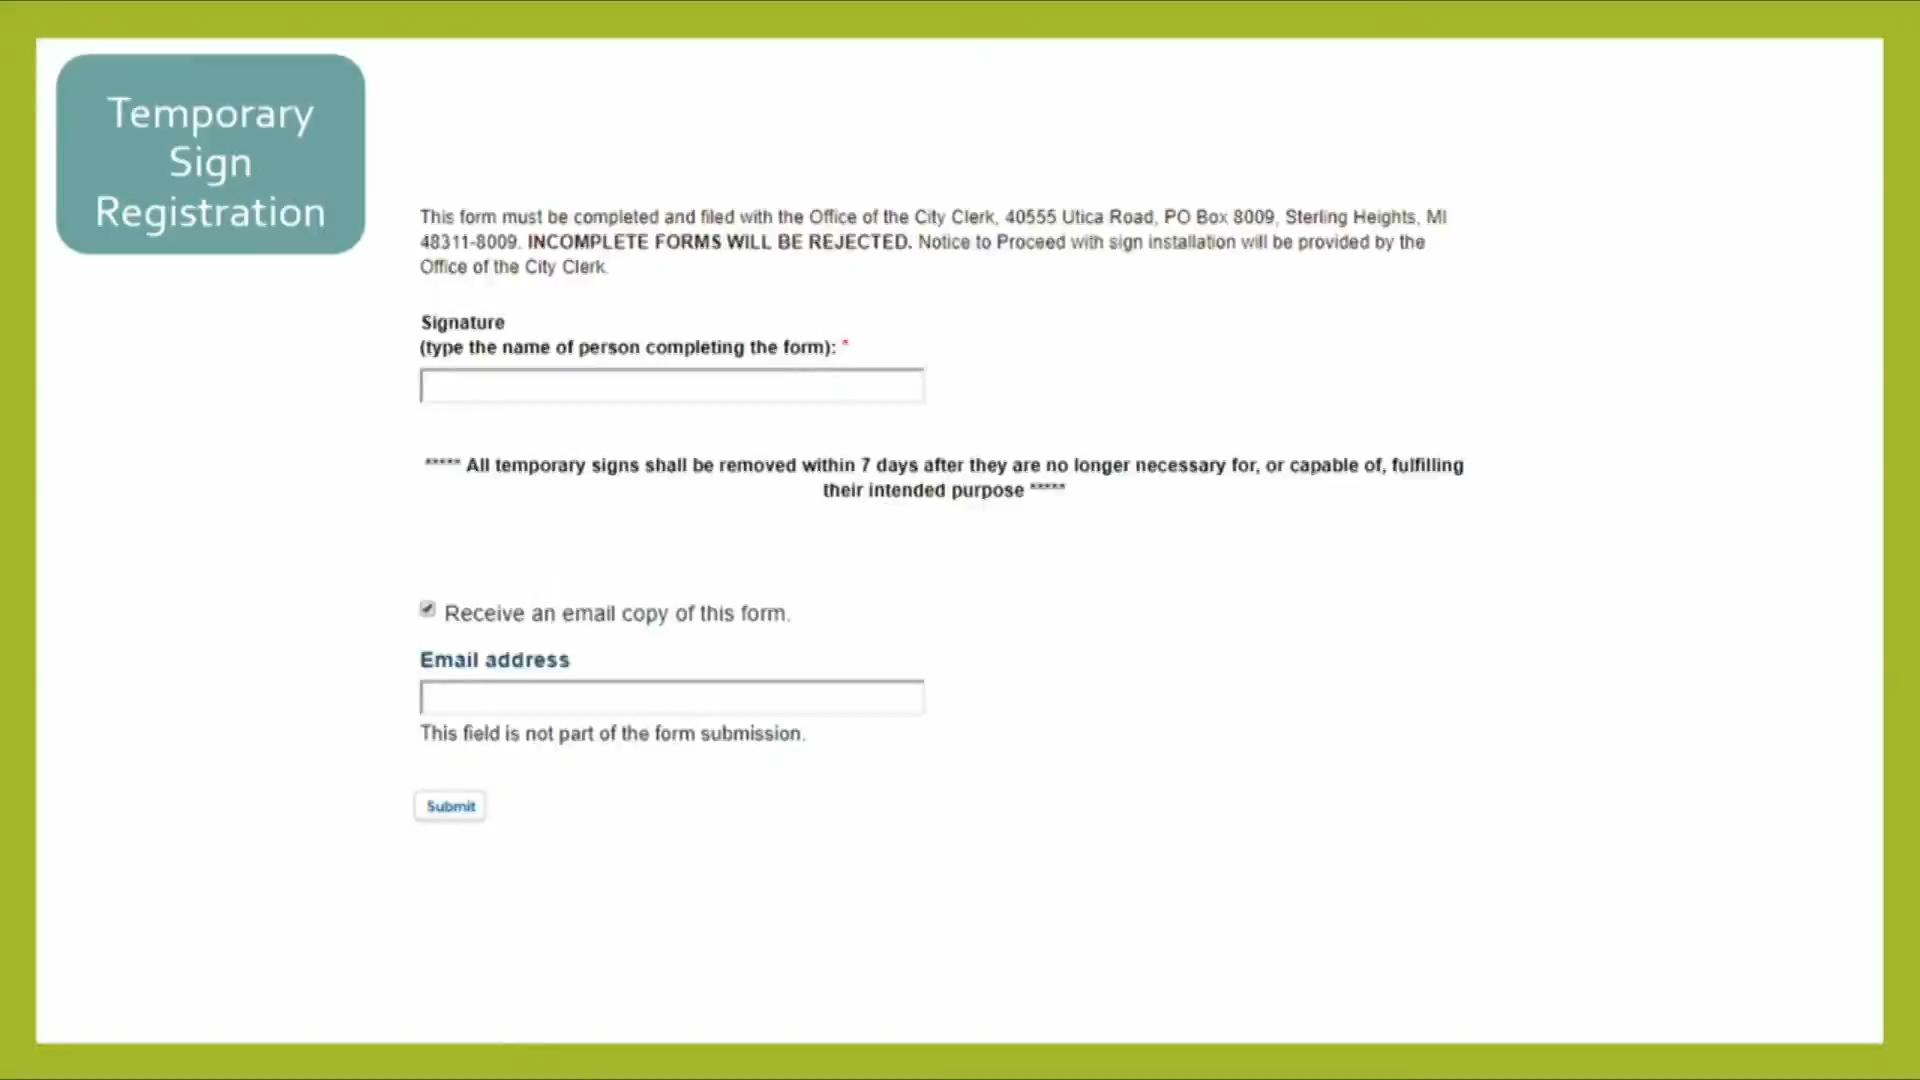 Temporary
Sign
Registration
This form must be completed and filed with the Office of the City Clerk, 40555 Utica Road, PO Box 8009, Sterling Heights, MI
48311-8009. INCOMPLETE FORMS WILL BE REJECTED. Notice to Proceed with sign installation will be provided by the
Office of the City Clerk.
Signature
(type the name of person completing the form): *
***** All temporary signs shall be removed within 7 days after they are no longer necessary for, or capable of, fulfilling
their intended purpose *****
Receive an email copy of this form.
Email address
This field is not part of the form submission.
Submit